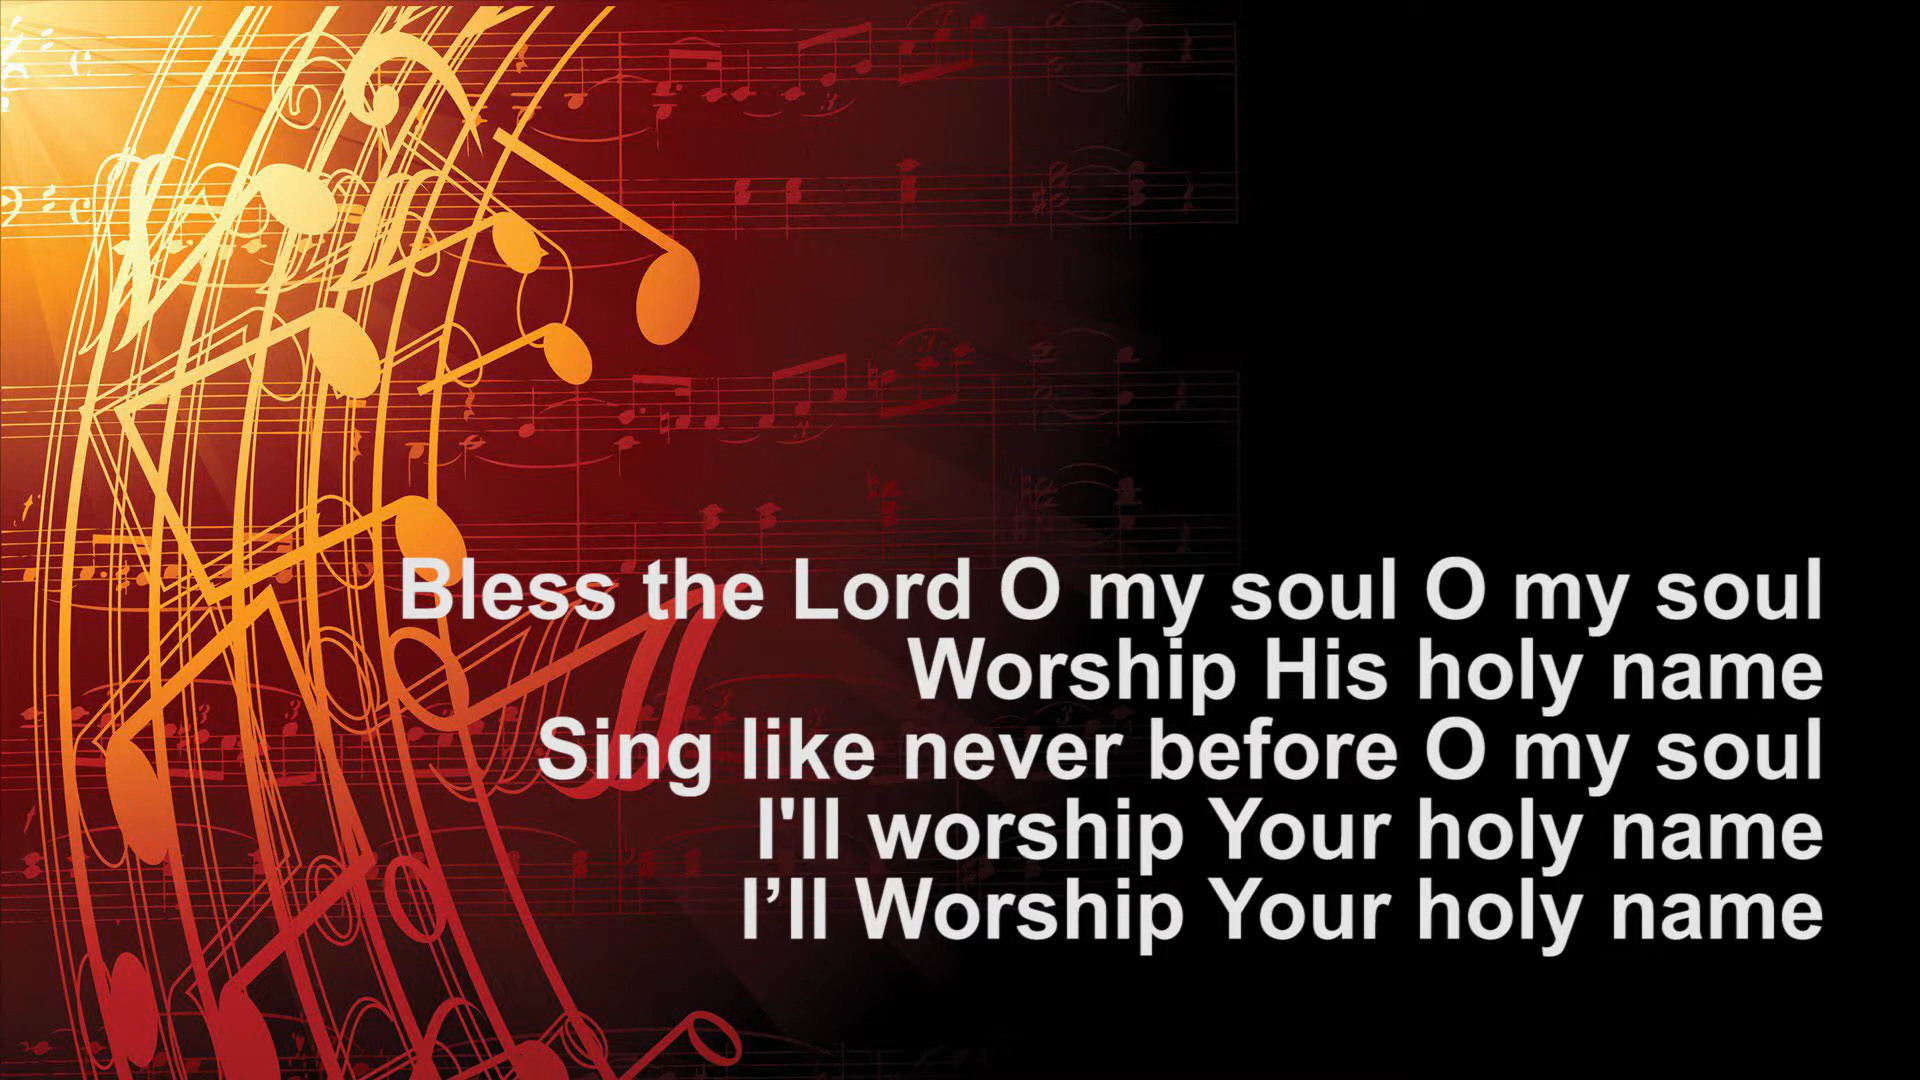 Bless the Lord O my soul O my soul
Worship His holy name
Sing like never before O my soul
I'll worship Your holy name
I’ll Worship Your holy name